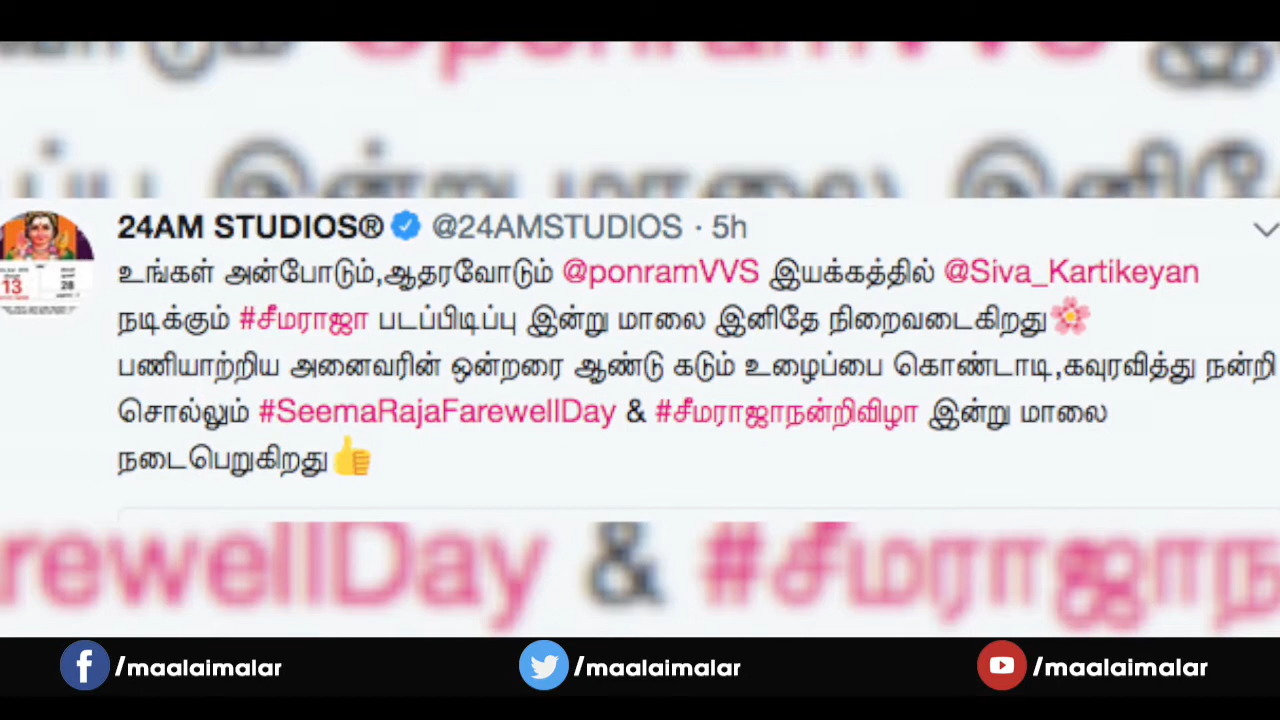 24AM STUDIOS® @24AMSTUDIOS · 5h
உங்கள் அன்போடும்,ஆதரவோடும் @ponramVVS இயக்கத்தில் @Siva_Kartikeyan
நடிக்கும் #சீமராஜா படப்பிடிப்பு இன்று மாலை இனிதே நிறைவடைகிறது🌸
பணியாற்றிய அனைவரின் ஒன்றரை ஆண்டு கடும் உழைப்பை கொண்டாடி,கவுரவித்து நன்றி
சொல்லும் #SeemaRajaFarewellDay & #சீமராஜாநன்றிவிழா இன்று மாலை
நடைபெறுகிறது👍
13 28
rewellDay & #சீமராஜாந
/maalaimalar /maalaimalar /maalaimalar